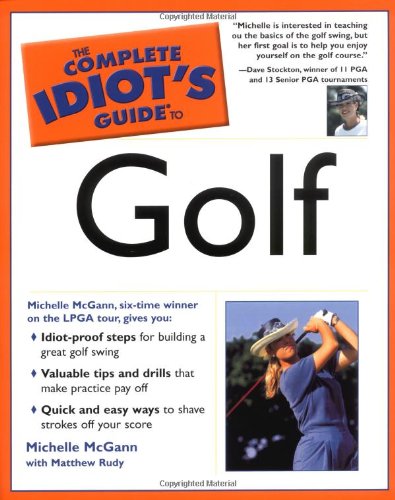 Copyrighted Material
THE
COMPLETE
IDIOT'S
GUIDE® TO
"Michelle is interested in teaching
ou the basics of the golf swing, but
her first goal is to help you enjoy
yourself on the golf course."
—Dave Stockton, winner of 11 PGA
and 13 Senior PGA tournaments
Golf
Michelle McGann, six-time winner
on the LPGA tour, gives you:
♦ Idiot-proof steps for building a
great golf swing
♦ Valuable tips and drills that
make practice pay off
♦ Quick and easy ways to shave
strokes off your score
Michelle McGann
with Matthew Rudy
Copyrighted Material